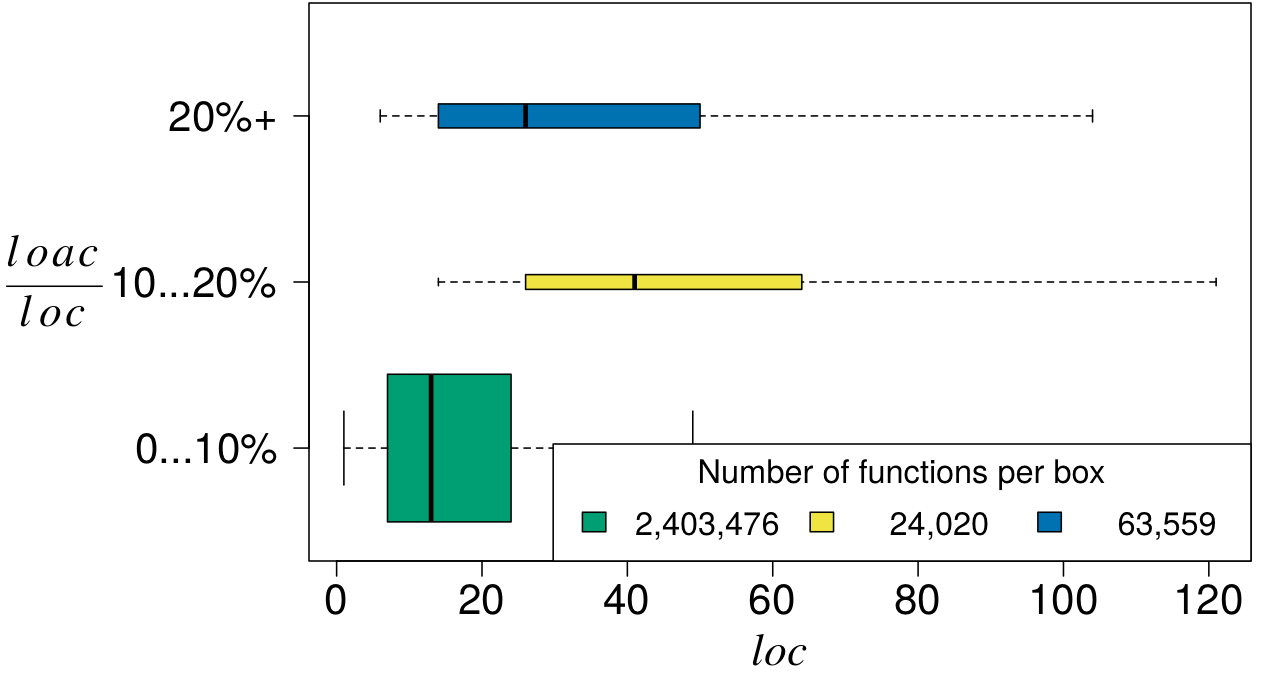 20%+
loac
loc
10...20%
0...10%
Number of functions per box
2,403,476 24,020 63,559
0 20 40 60 80 100 120
loc